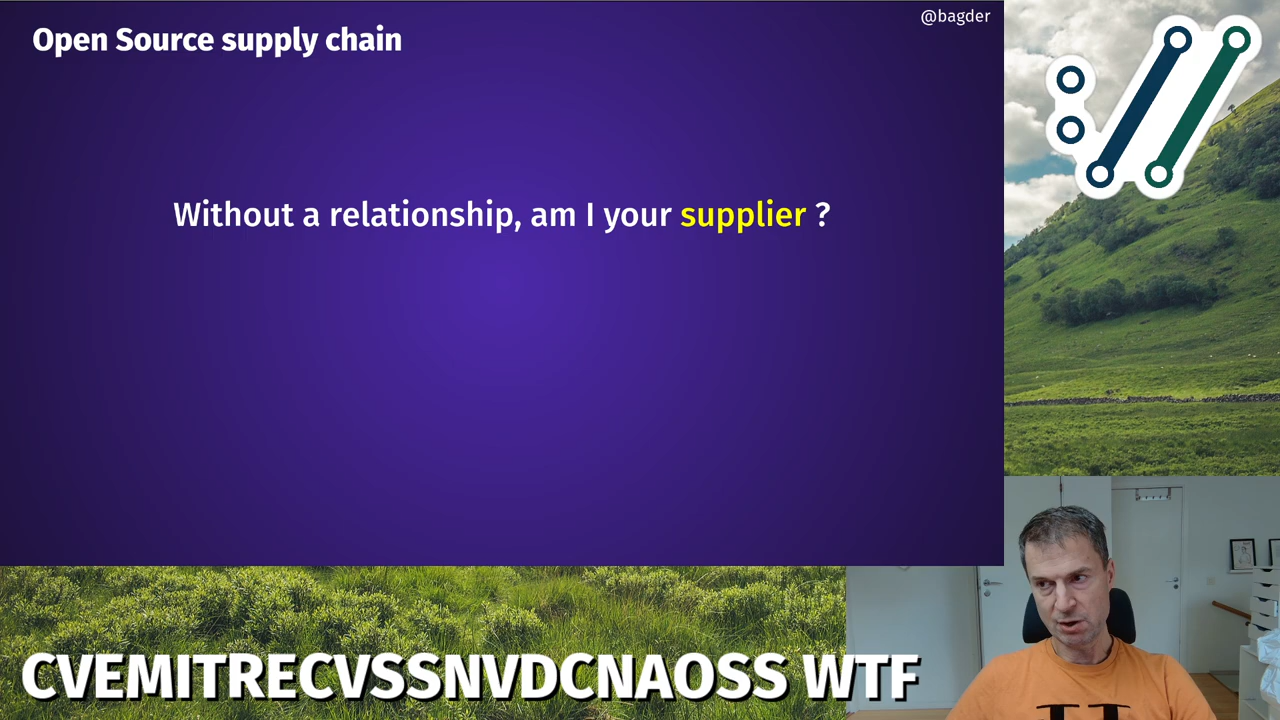 @bagder
Open Source supply chain
Without a relationship, am I your supplier ?
CVEMITRECVSSNVDCNAOSS WTF